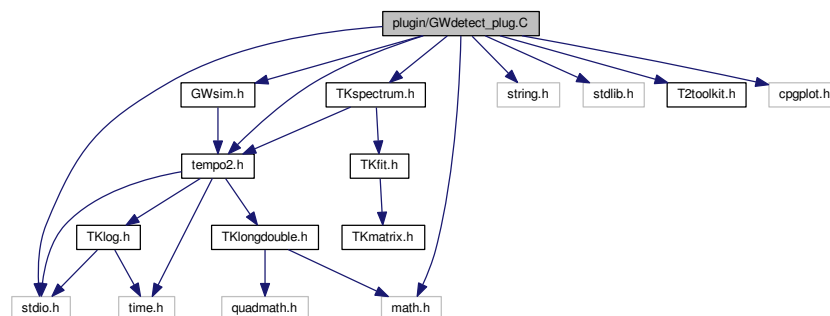 plugin/GWdetect_plug.C
GWsim.h
TKspectrum.h
string.h
stdlib.h
T2toolkit.h
cpgplot.h
tempo2.h
TKfit.h
TKlog.h
TKlongdouble.h
TKmatrix.h
stdio.h
time.h
quadmath.h
math.h